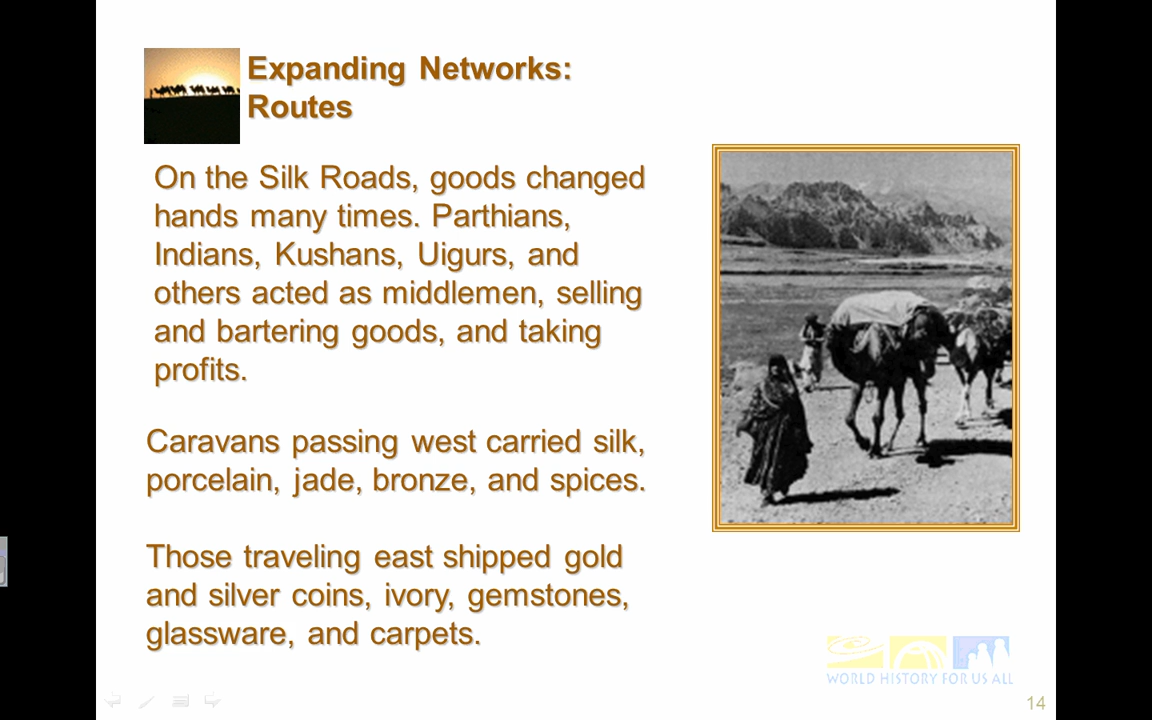 Expanding Networks:
Routes
On the Silk Roads, goods changed
hands many times. Parthians,
Indians, Kushans, Uigurs, and
others acted as middlemen, selling
and bartering goods, and taking
profits.
Caravans passing west carried silk,
porcelain, jade, bronze, and spices.
Those traveling east shipped gold
and silver coins, ivory, gemstones,
glassware, and carpets.
WORLD HISTORY FOR US ALL
14